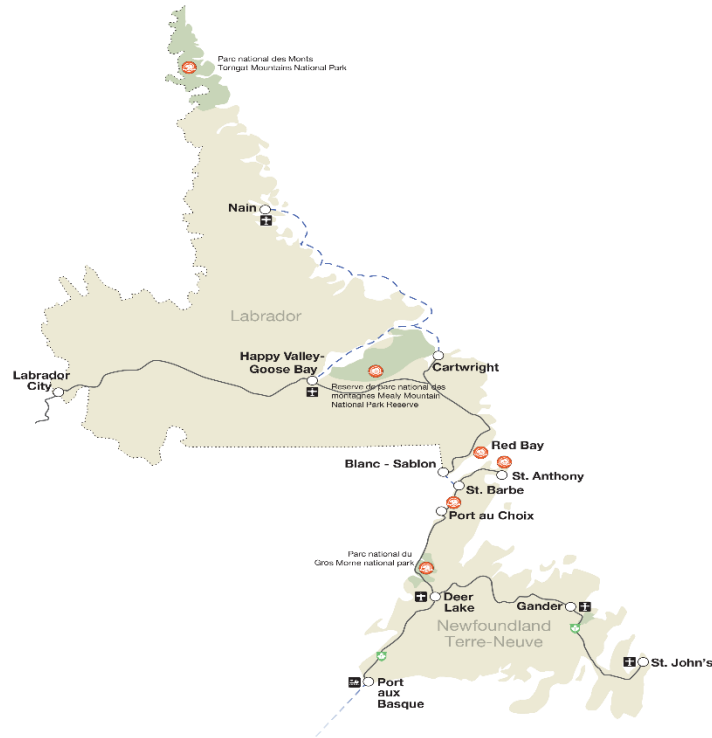 Parc national des Monts
Torngat Mountains National Park
Nain
Labrador
Happy Valley-
Goose Bay
Cartwright
Labrador
City
Reserve de parc national des
montagnes Mealy Mountain
National Park Reserve
Red Bay
Blanc - Sablon
St. Anthony
St. Barbe
Port au Choix
Parc national du
Gros Morne national park
Deer
Lake
Gander
Newfoundland
Terre-Neuve
St. John's
Port
aux
Basque